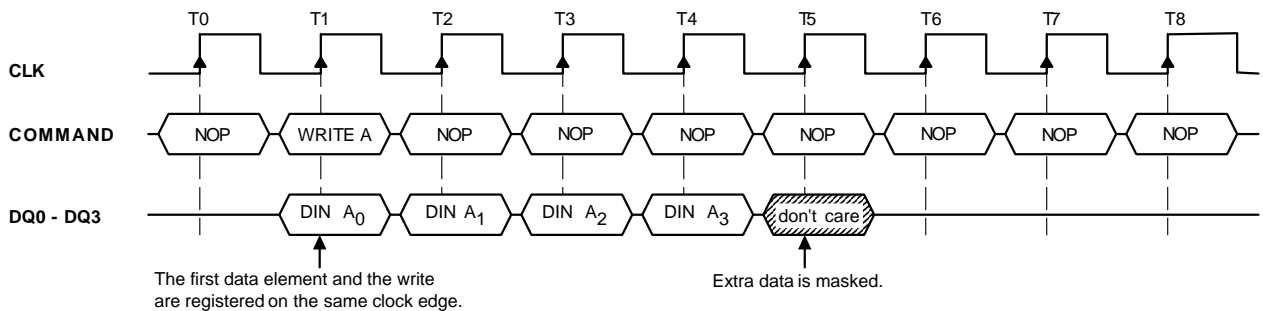 T0 T1 T2 T3 T4 T5 T6 T7 T8
CLK
COMMAND NOP WRITE A NOP NOP NOP NOP NOP NOP NOP
DQ0 - DQ3 DIN A0 DIN A1 DIN A2 DIN A3 don't care
The first data element and the write
are registered on the same clock edge.
Extra data is masked.